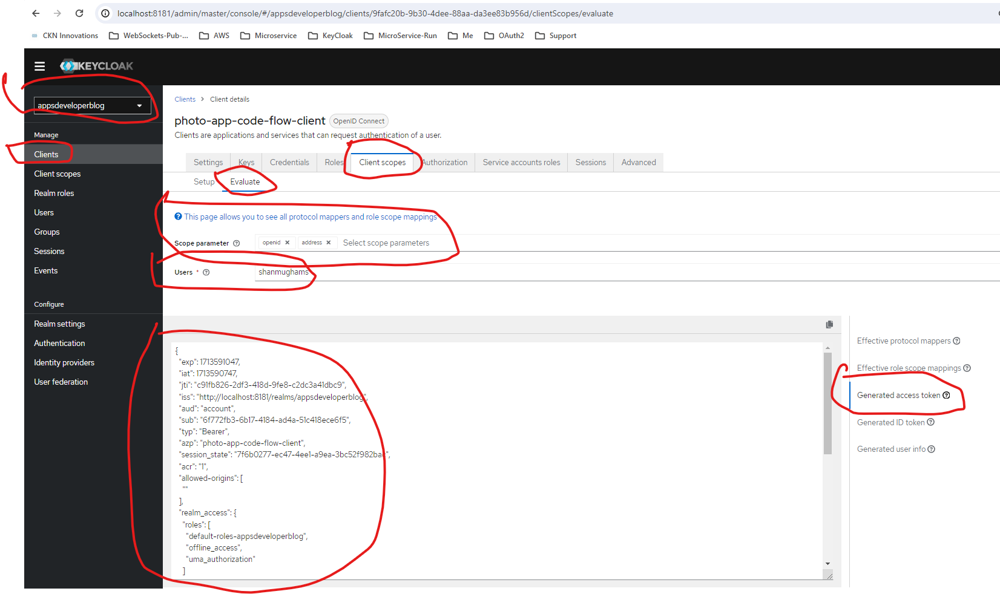 localhost:8181/admin/master/console/#/appsdeveloperblog/clients/9fafc20b-9b30-4dee-88aa-da3ee83b956d/clientScopes/evaluate
CKN Innovations WebSockets-Pub-... AWS Microservice KeyCloak MicroService-Run Me OAuth2 Support
KEYCLOAK
appsdeveloperblog
Manage
Clients
Client scopes
Realm roles
Users
Groups
Sessions
Events
Configure
Realm settings
Authentication
Identity providers
User federation
Clients > Client details
photo-app-code-flow-client OpenID Connect
Clients are applications and services that can request authentication of a user.
Settings Keys Credentials Roles Client scopes Authorization Service accounts roles Sessions Advanced
Setup Evaluate
This page allows you to see all protocol mappers and role scope mappings
Scope parameter openid address Select scope parameters
Users * shanmughams
{
"exp": 1713591047,
"iat": 1713590747,
"jti": "c91fb826-2df3-418d-9fe8-c2dc3a41dbc9",
"iss": "http://localhost:8181/realms/appsdeveloperblog",
"aud": "account",
"sub": "6f772fb3-6b17-4184-ad4a-51c418ece6f5",
"typ": "Bearer",
"azp": "photo-app-code-flow-client",
"session_state": "7f6b0277-ec47-4ee1-a9ea-3bc52f982bac",
"acr": "1",
"allowed-origins": [
""
],
"realm_access": {
"roles": [
"default-roles-appsdeveloperblog",
"offline_access",
"uma_authorization"
]
Effective protocol mappers
Effective role scope mappings
Generated access token
Generated ID token
Generated user info